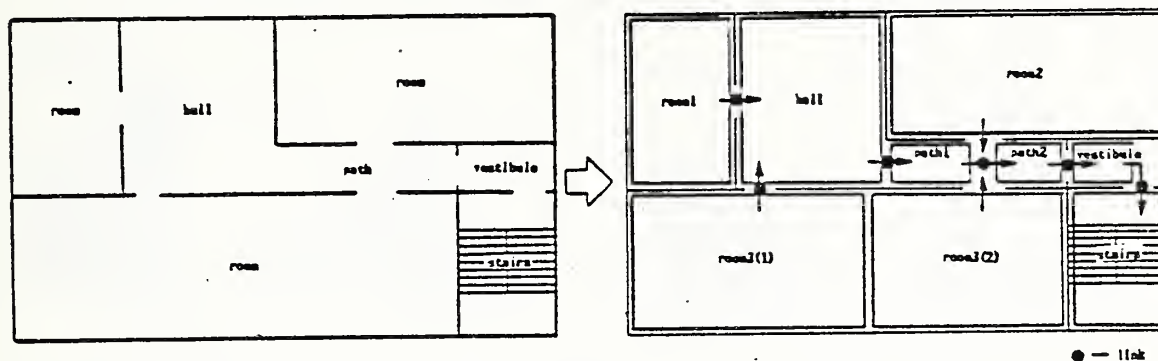 room
hall
room
path
vestibule
room
stairs
room1
hall
room2
path1
path2
vestibule
room3(1)
room3(2)
stairs
● — link